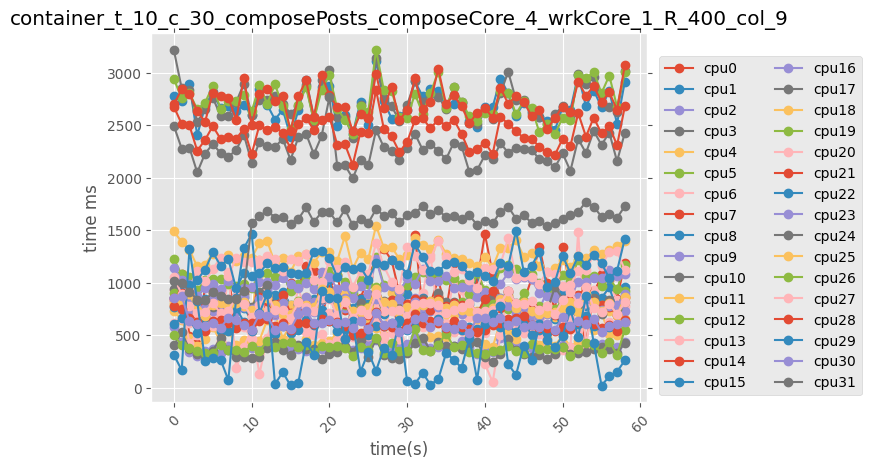 container_t_10_c_30_composePosts_composeCore_4_wrkCore_1_R_400_col_9
time ms
3000
2500
2000
1500
1000
500
0
0
10
20
30
40
50
60
time(s)
cpu0
cpu1
cpu2
cpu3
cpu4
cpu5
cpu6
cpu7
cpu8
cpu9
cpu10
cpu11
cpu12
cpu13
cpu14
cpu15
cpu16
cpu17
cpu18
cpu19
cpu20
cpu21
cpu22
cpu23
cpu24
cpu25
cpu26
cpu27
cpu28
cpu29
cpu30
cpu31